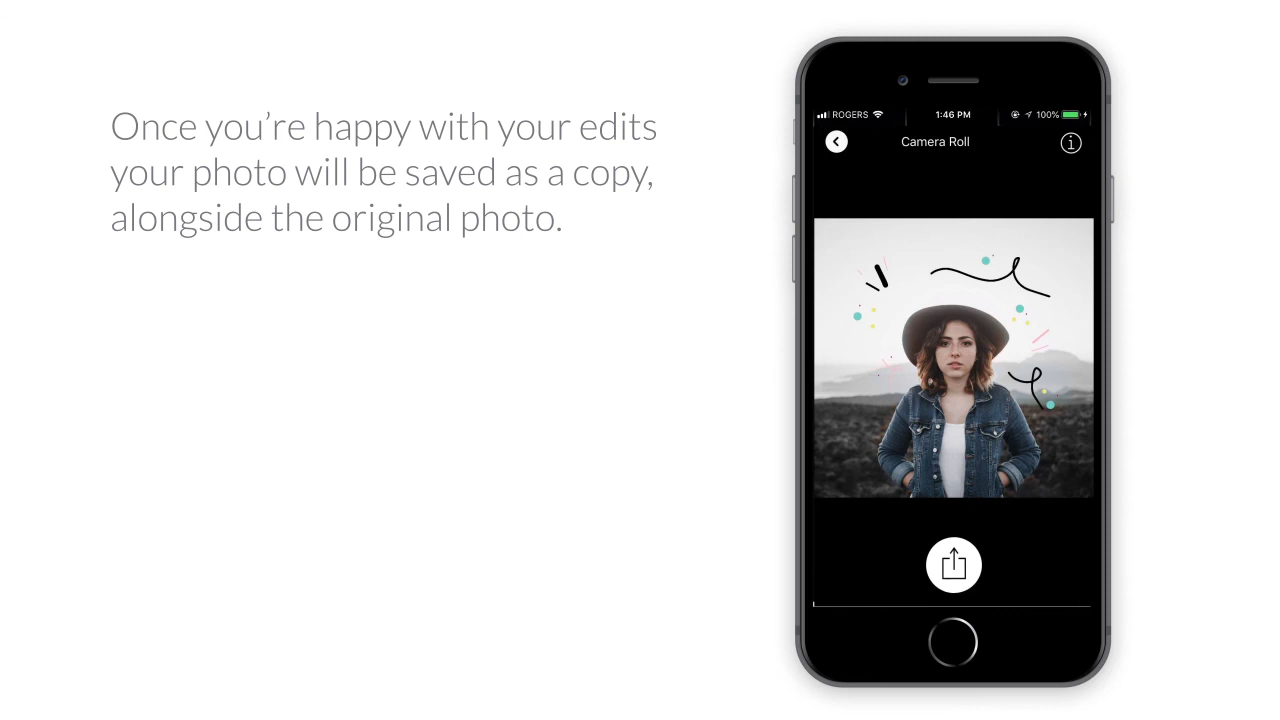 Once you're happy with your edits
your photo will be saved as a copy,
alongside the original photo.
ROGERS 1:46 PM 100%
Camera Roll